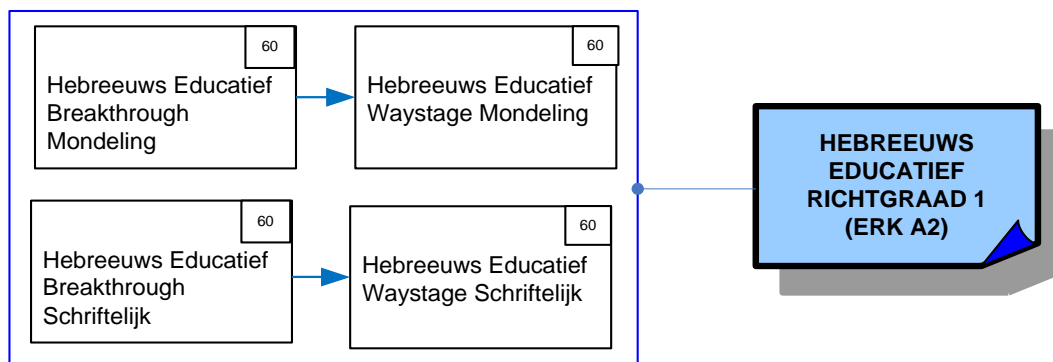 60
Hebreeuws Educatief
Breakthrough
Mondeling
60
Hebreeuws Educatief
Waystage Mondeling
60
Hebreeuws Educatief
Breakthrough
Schriftelijk
60
Hebreeuws Educatief
Waystage Schriftelijk
HEBREEUWS
EDUCATIEF
RICHTGRAAD 1
(ERK A2)